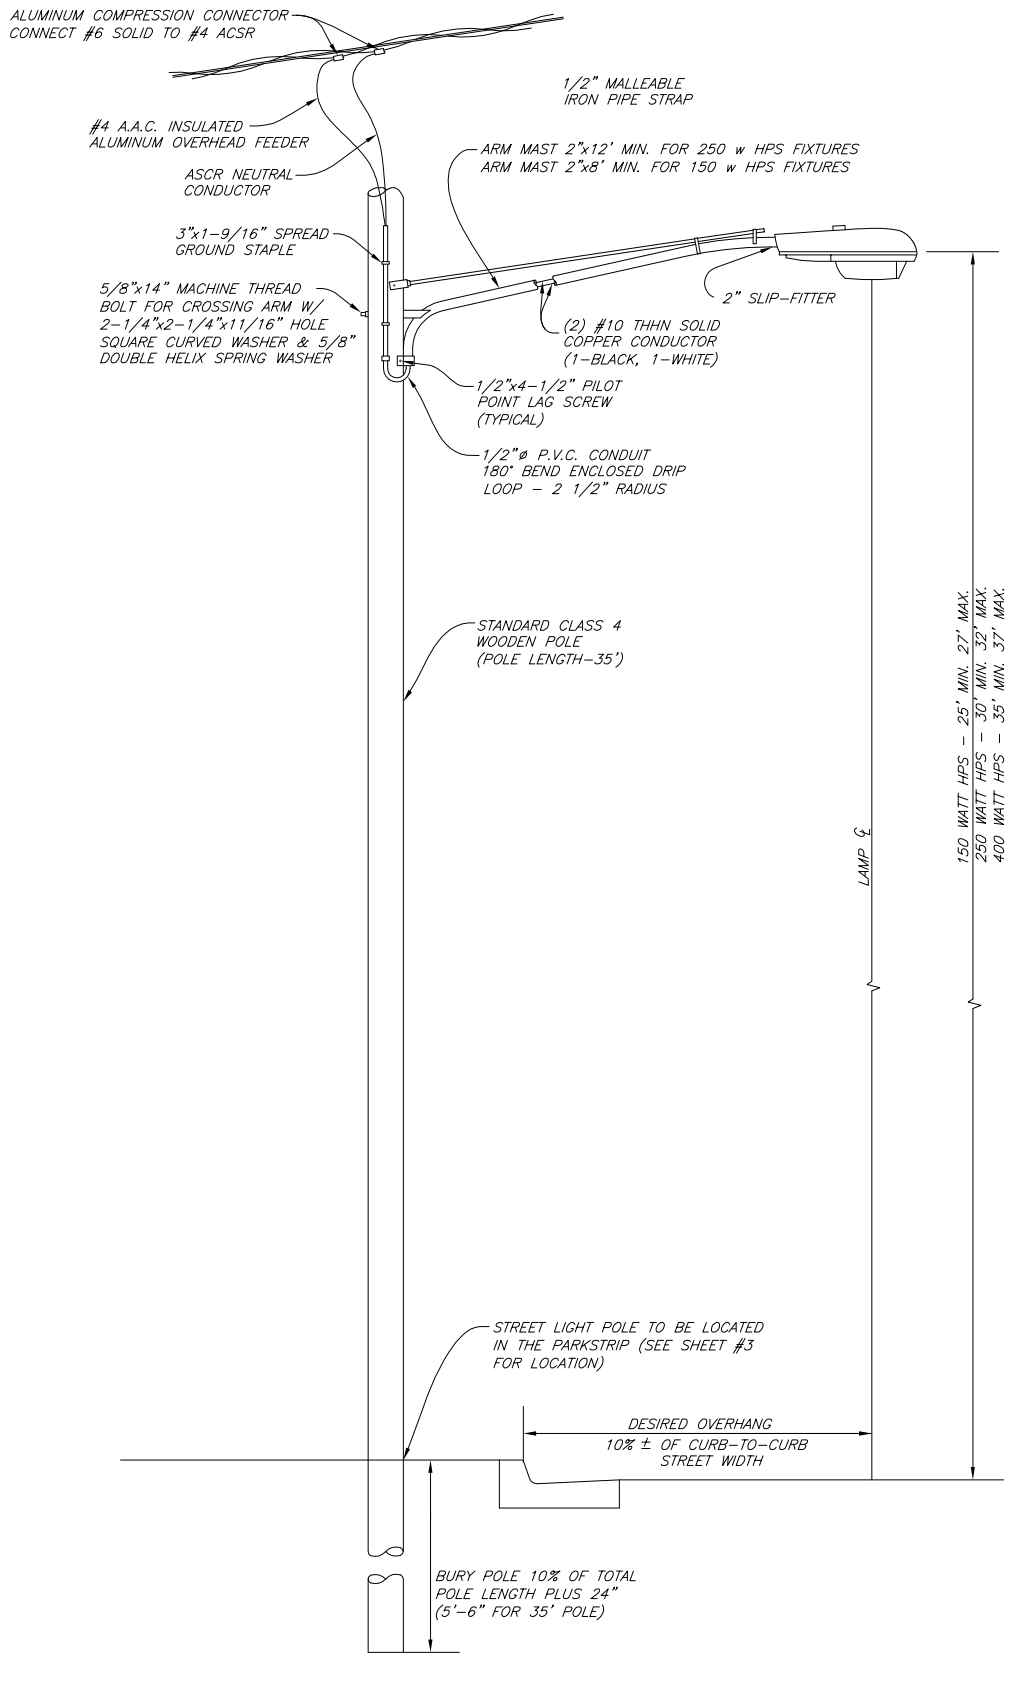 ALUMINUM COMPRESSION CONNECTOR
CONNECT #6 SOLID TO #4 ACSR
1/2" MALLEABLE
IRON PIPE STRAP
#4 A.A.C. INSULATED
ALUMINUM OVERHEAD FEEDER
ARM MAST 2"x12' MIN. FOR 250 w HPS FIXTURES
ARM MAST 2"x8' MIN. FOR 150 w HPS FIXTURES
ASCR NEUTRAL
CONDUCTOR
3"x1-9/16" SPREAD
GROUND STAPLE
5/8"x14" MACHINE THREAD
BOLT FOR CROSSING ARM W/
2-1/4"x2-1/4"x11/16" HOLE
SQUARE CURVED WASHER & 5/8"
DOUBLE HELIX SPRING WASHER
2" SLIP-FITTER
(2) #10 THHN SOLID
COPPER CONDUCTOR
(1-BLACK, 1-WHITE)
1/2"x4-1/2" PILOT
POINT LAG SCREW
(TYPICAL)
1/2"ø P.V.C. CONDUIT
180° BEND ENCLOSED DRIP
LOOP - 2 1/2" RADIUS
STANDARD CLASS 4
WOODEN POLE
(POLE LENGTH-35')
150 WATT HPS - 25' MIN. 27' MAX.
250 WATT HPS - 30' MIN. 32' MAX.
400 WATT HPS - 35' MIN. 37' MAX.
LAMP ℄
STREET LIGHT POLE TO BE LOCATED
IN THE PARKSTRIP (SEE SHEET #3
FOR LOCATION)
DESIRED OVERHANG
10% ± OF CURB-TO-CURB
STREET WIDTH
BURY POLE 10% OF TOTAL
POLE LENGTH PLUS 24"
(5'-6" FOR 35' POLE)